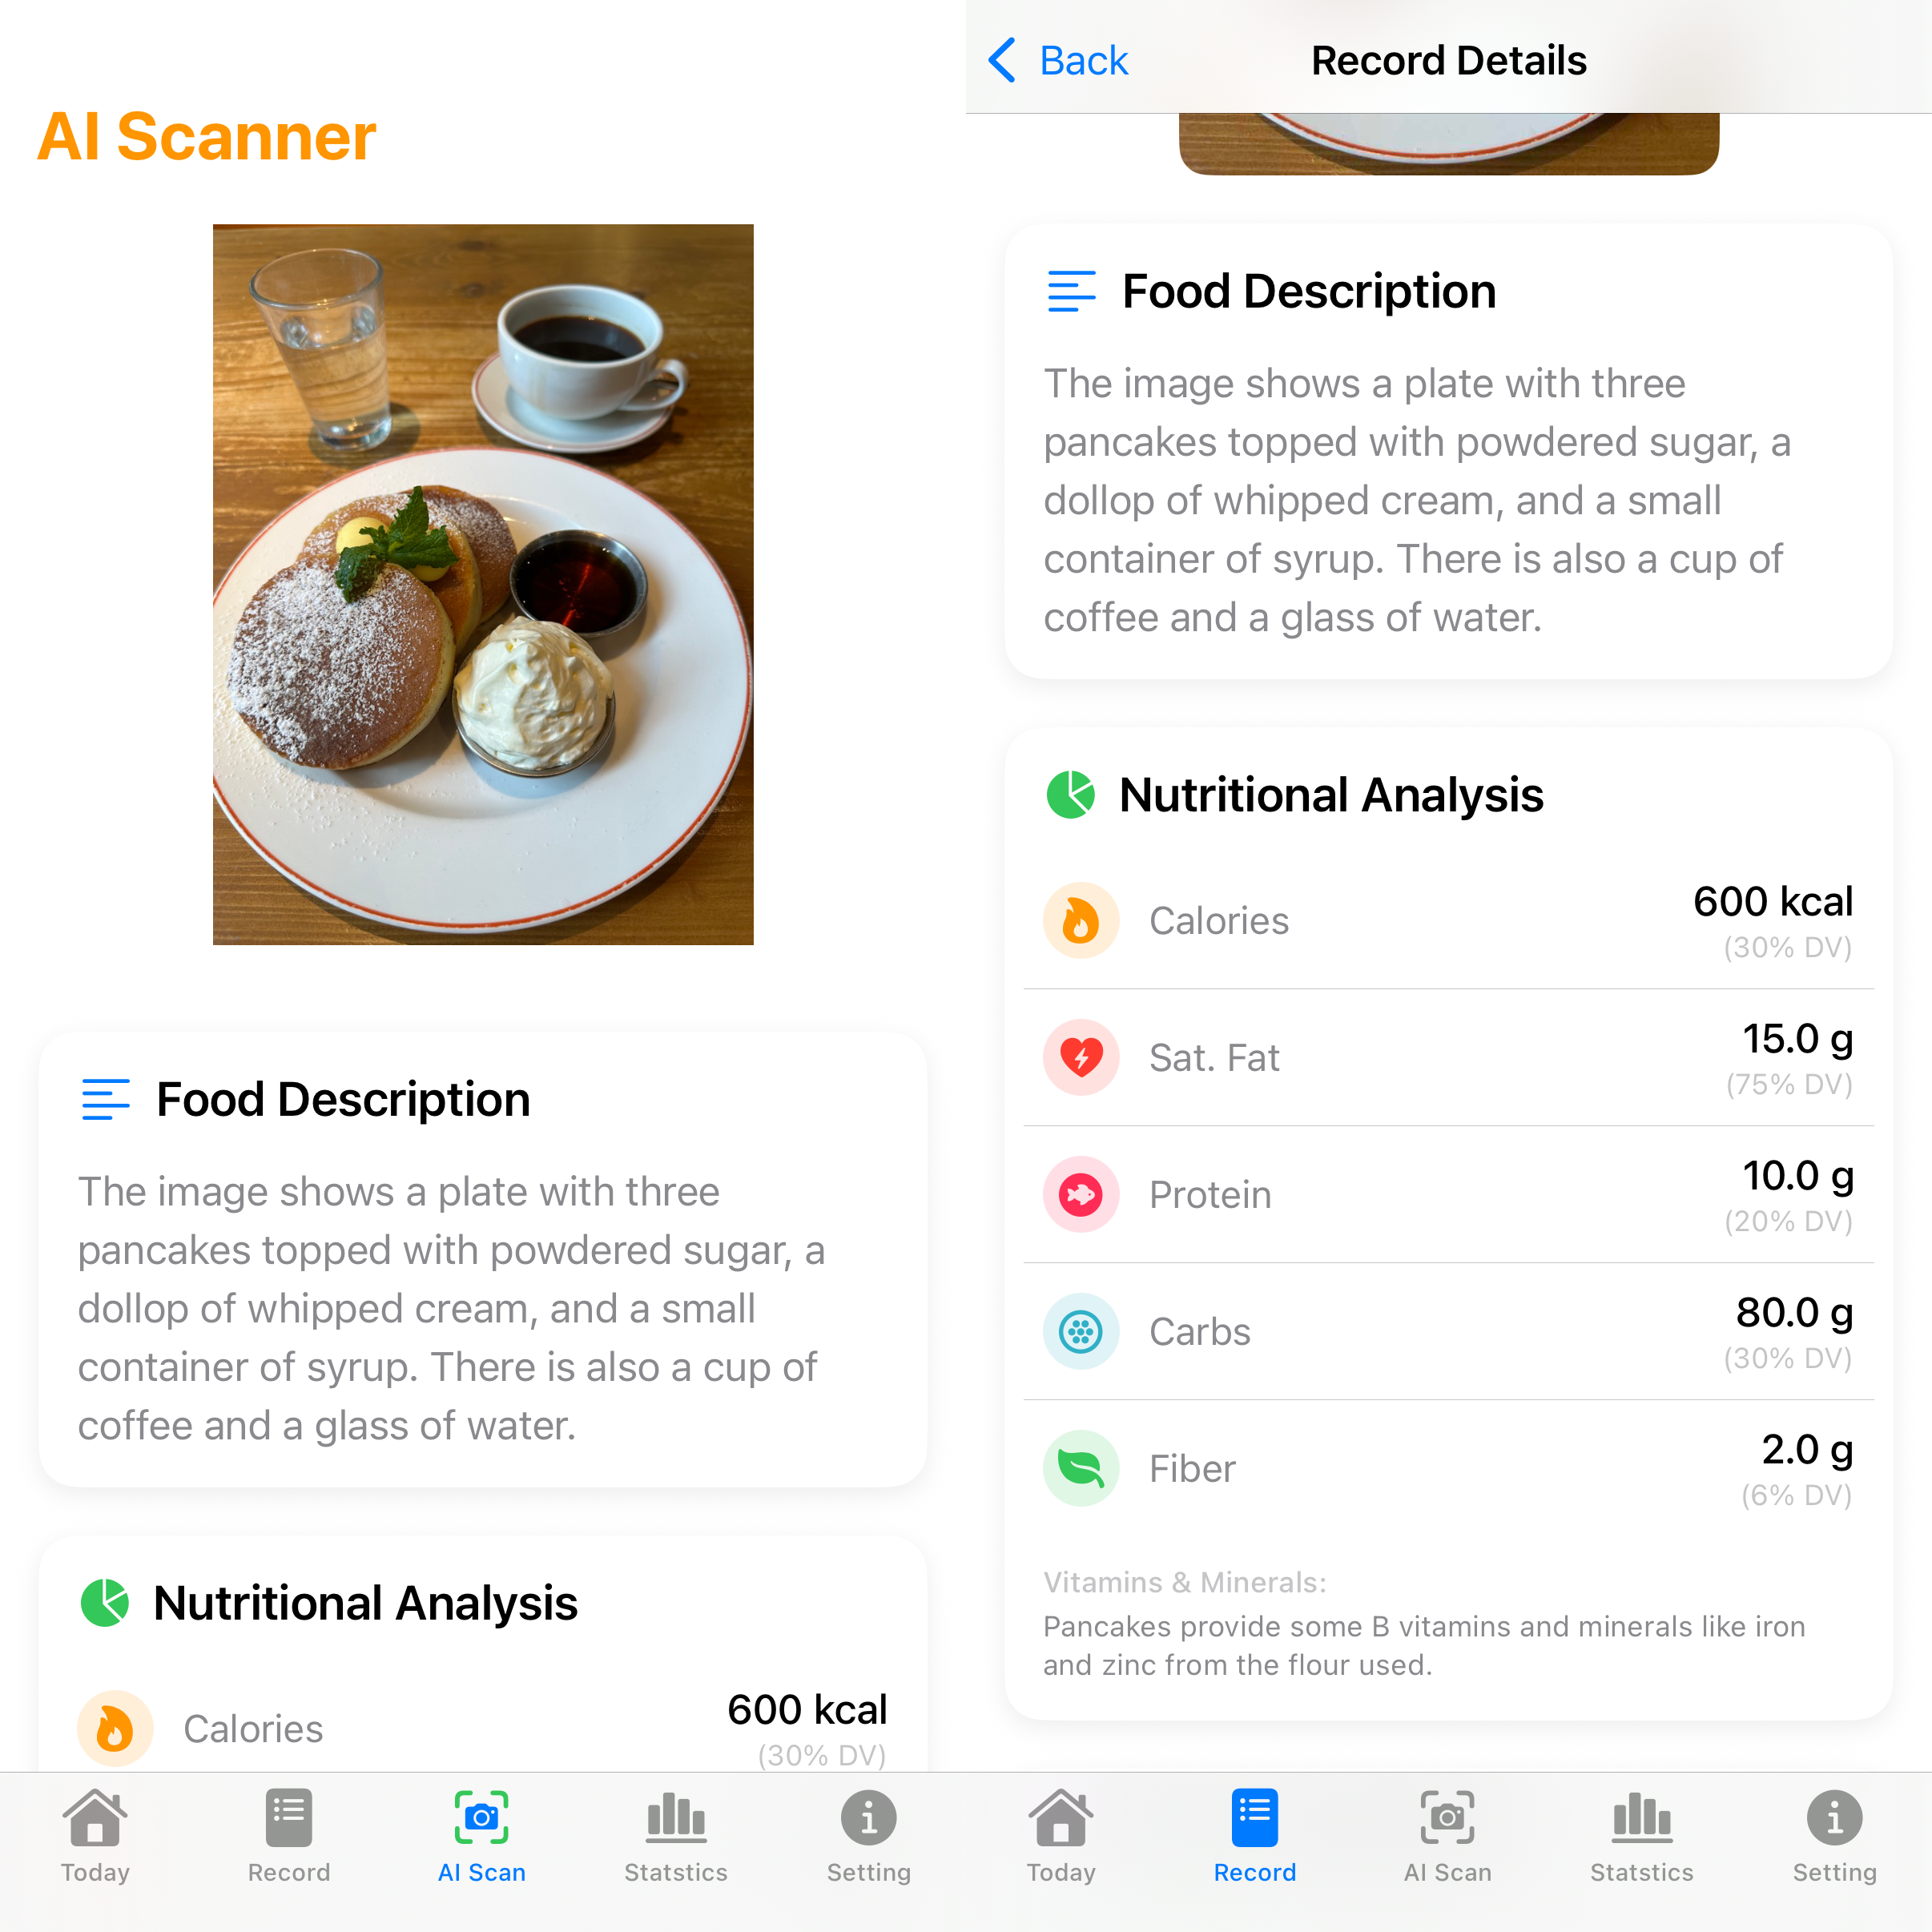 AI Scanner
Food Description
The image shows a plate with three
pancakes topped with powdered sugar, a
dollop of whipped cream, and a small
container of syrup. There is also a cup of
coffee and a glass of water.
Nutritional Analysis
Calories
600 kcal
(30% DV)
Today
Record
AI Scan
Statstics
Setting
Back
Record Details
Food Description
The image shows a plate with three
pancakes topped with powdered sugar, a
dollop of whipped cream, and a small
container of syrup. There is also a cup of
coffee and a glass of water.
Nutritional Analysis
Calories
600 kcal
(30% DV)
Sat. Fat
15.0 g
(75% DV)
Protein
10.0 g
(20% DV)
Carbs
80.0 g
(30% DV)
Fiber
2.0 g
(6% DV)
Vitamins & Minerals:
Pancakes provide some B vitamins and minerals like iron
and zinc from the flour used.
Today
Record
AI Scan
Statstics
Setting